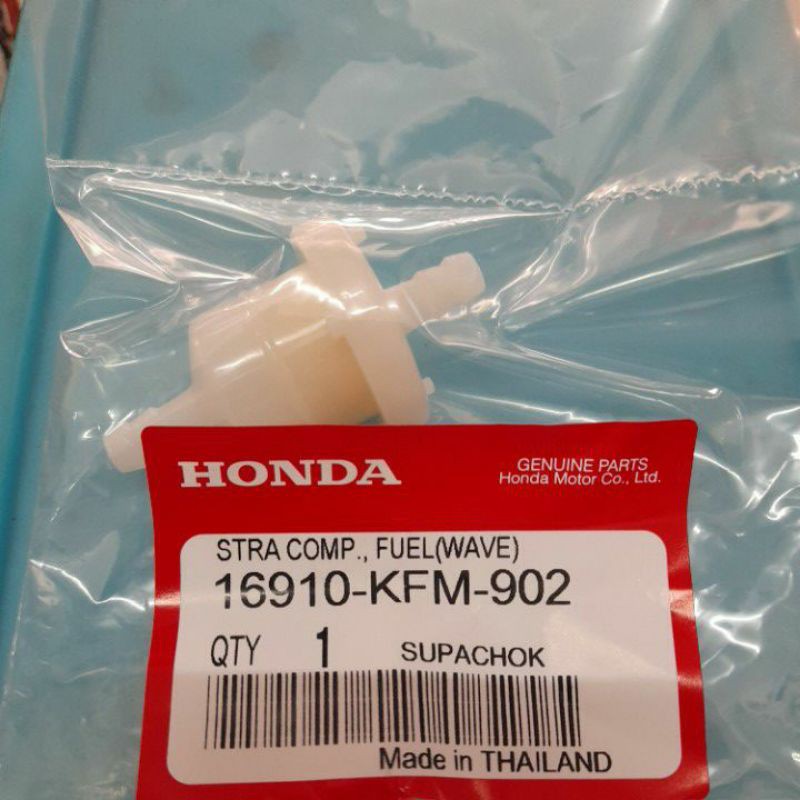 HONDA
GENUINE PARTS
Honda Motor Co., Ltd.
STRA COMP., FUEL(WAVE)
16910-KFM-902
QTY 1 SUPACHOK
Made in THAILAND